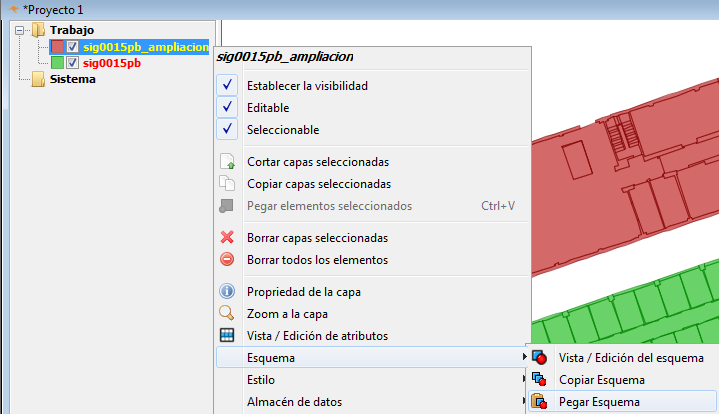 *Proyecto 1
Trabajo
sig0015pb_ampliacion
sig0015pb
Sistema
sig0015pb_ampliacion
Establecer la visibilidad
Editable
Seleccionable
Cortar capas seleccionadas
Copiar capas seleccionadas
Pegar elementos seleccionados Ctrl+V
Borrar capas seleccionadas
Borrar todos los elementos
Propriedad de la capa
Zoom a la capa
Vista / Edición de atributos
Esquema
Estilo
Almacén de datos
Vista / Edición del esquema
Copiar Esquema
Pegar Esquema